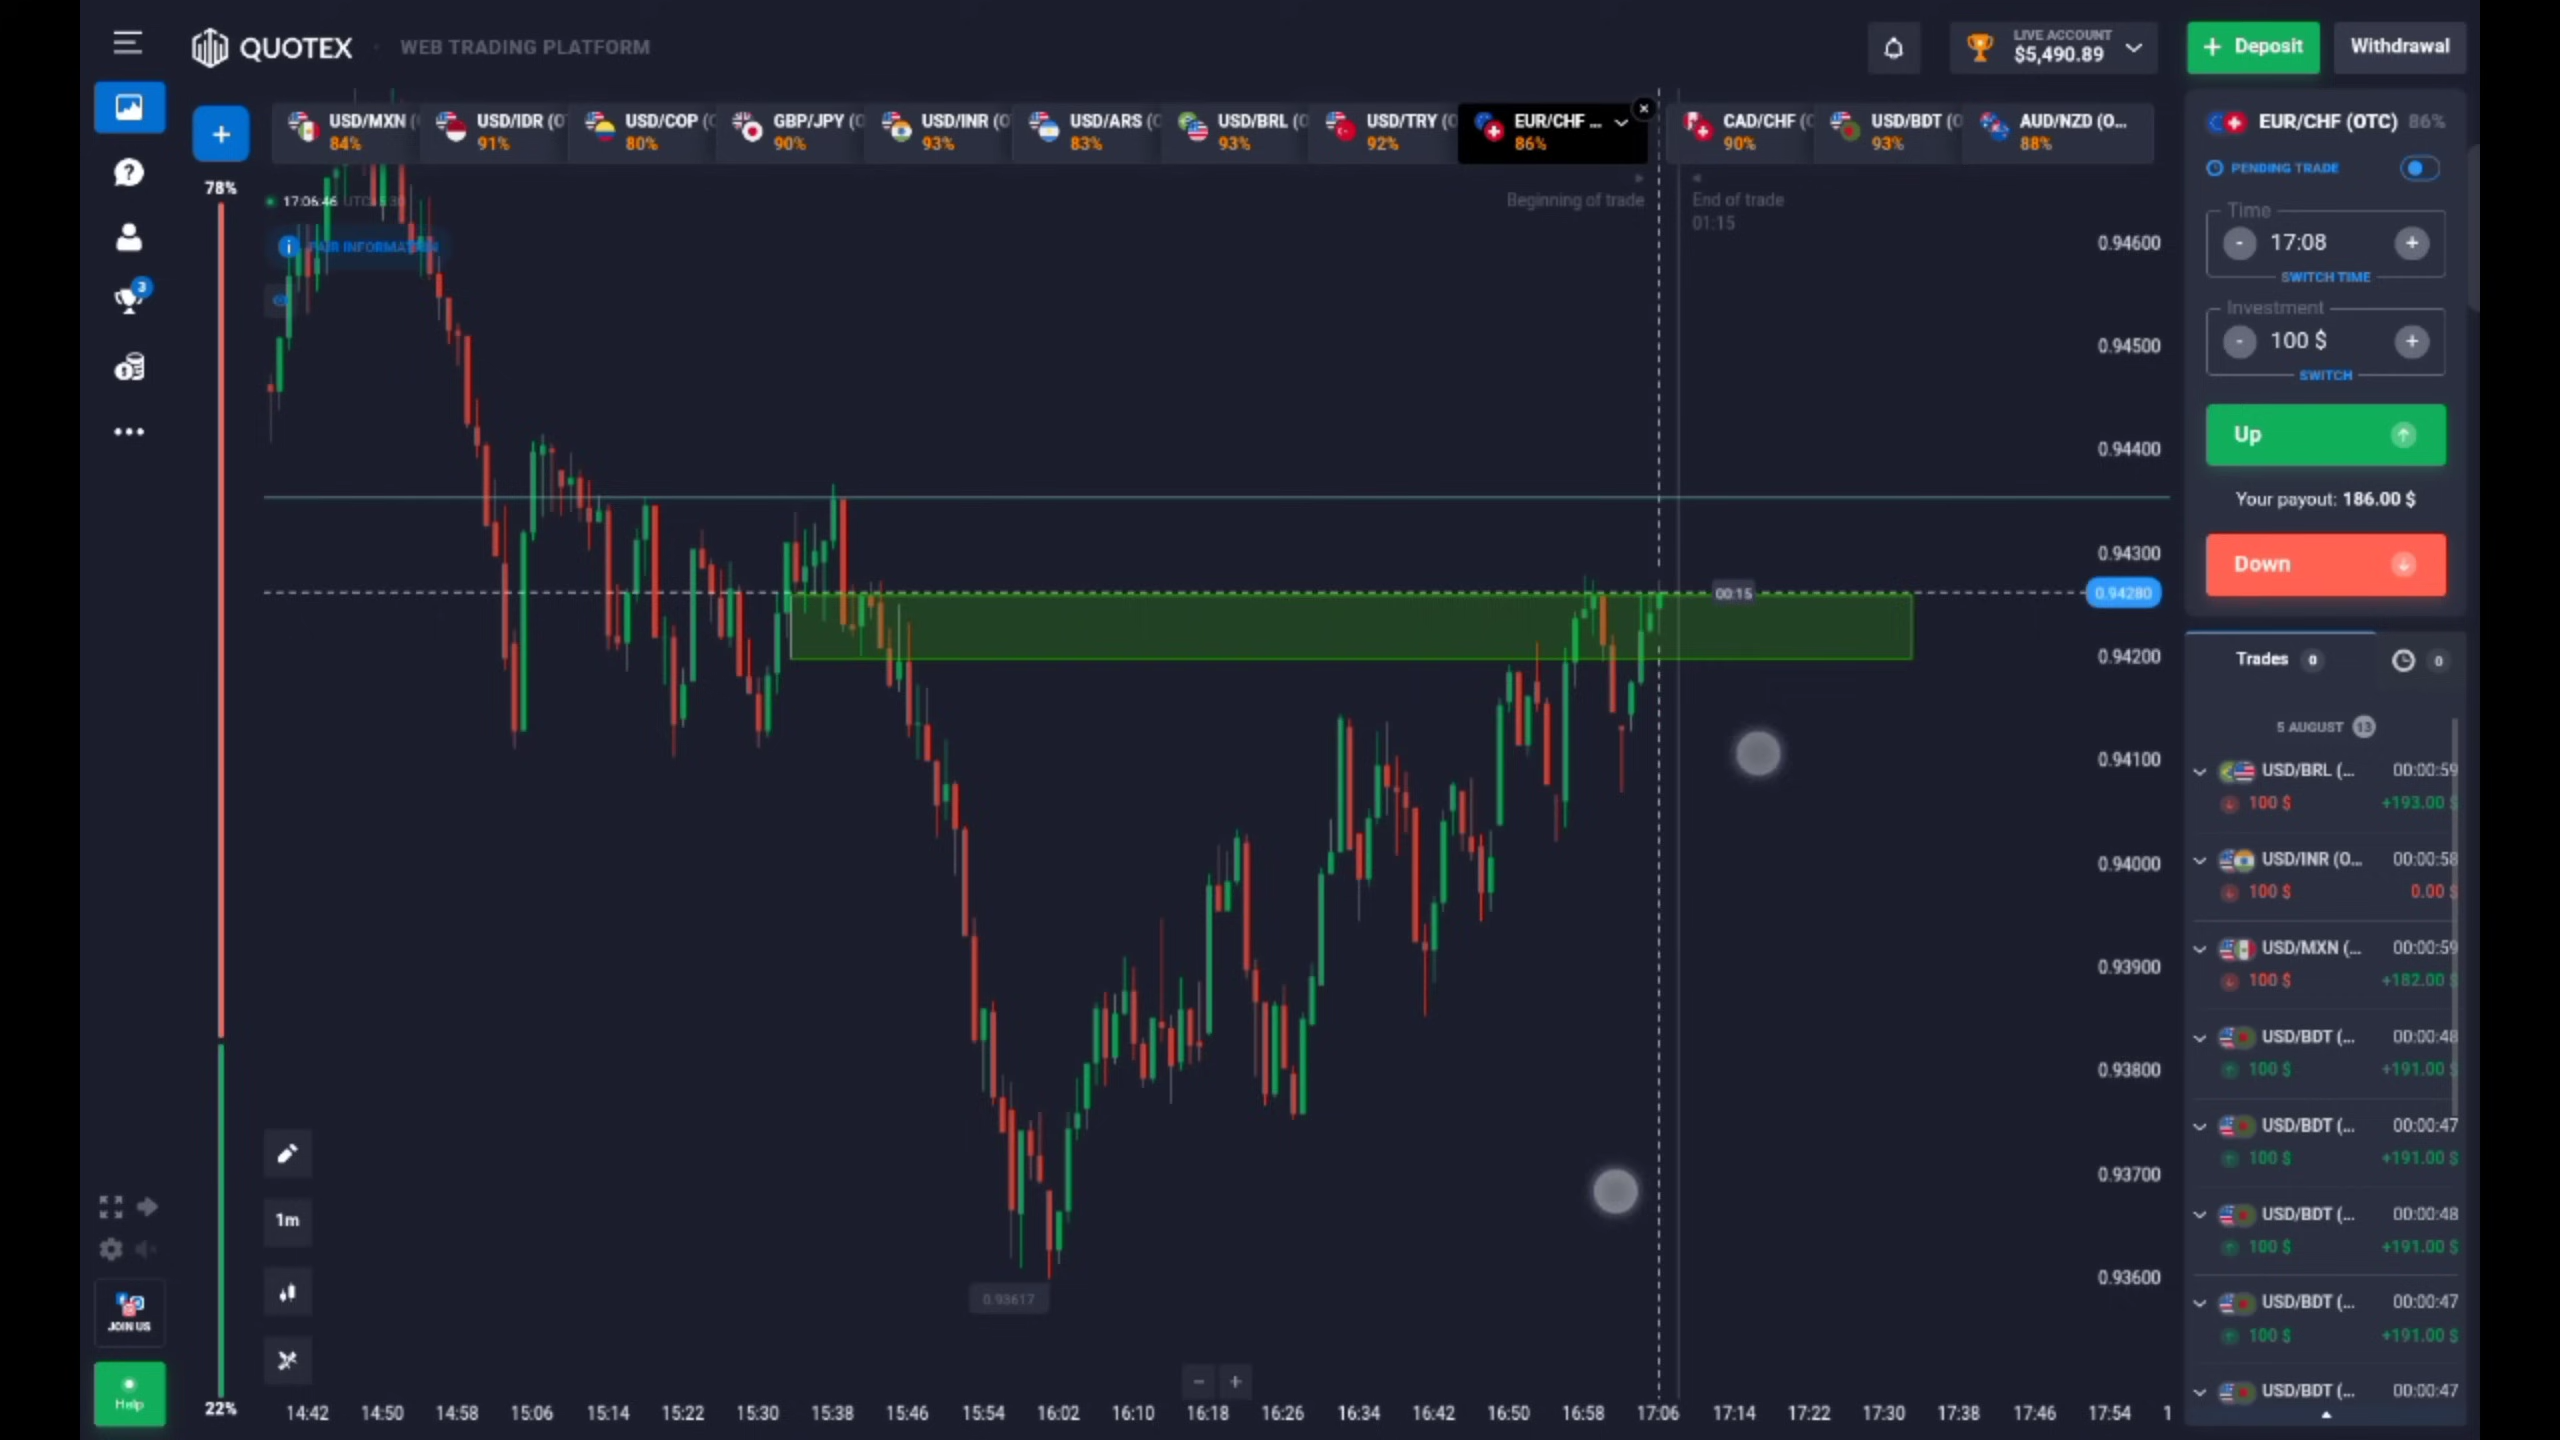 QUOTEX
WEB TRADING PLATFORM
LIVE ACCOUNT
$5,490.89
+ Deposit
Withdrawal
USD/MXN (
84%
USD/IDR (O
91%
USD/COP (
80%
GBP/JPY (
90%
USD/INR (O
93%
USD/ARS (
83%
USD/BRL (
93%
USD/TRY (
92%
EUR/CHF ...
86%
CAD/CHF (
90%
USD/BDT (
93%
AUD/NZD (O...
88%
78%
17:06:46
PAIR INFORMATION
Beginning of trade
End of trade
01:15
0.94600
0.94500
0.94400
0.94300
00:15
0.94280
0.94200
0.94100
0.94000
0.93900
0.93800
0.93700
0.93600
0.93617
3
1m
JOIN US
Help
22%
14:42
14:50
14:58
15:06
15:14
15:22
15:30
15:38
15:46
15:54
16:02
16:10
16:18
16:26
16:34
16:42
16:50
16:58
17:06
17:14
17:22
17:30
17:38
17:46
17:54
1
EUR/CHF (OTC) 86%
PENDING TRADE
Time
- 17:08 +
SWITCH TIME
Investment
- 100 $ +
SWITCH
Up
Your payout: 186.00 $
Down
Trades 0
0
5 AUGUST 13
USD/BRL (... 00:00:59
100 $ +193.00 $
USD/INR (O... 00:00:58
100 $ 0.00 $
USD/MXN (... 00:00:59
100 $ +182.00 $
USD/BDT (... 00:00:48
100 $ +191.00 $
USD/BDT (... 00:00:47
100 $ +191.00 $
USD/BDT (... 00:00:48
100 $ +191.00 $
USD/BDT (... 00:00:47
100 $ +191.00 $
USD/BDT (... 00:00:47